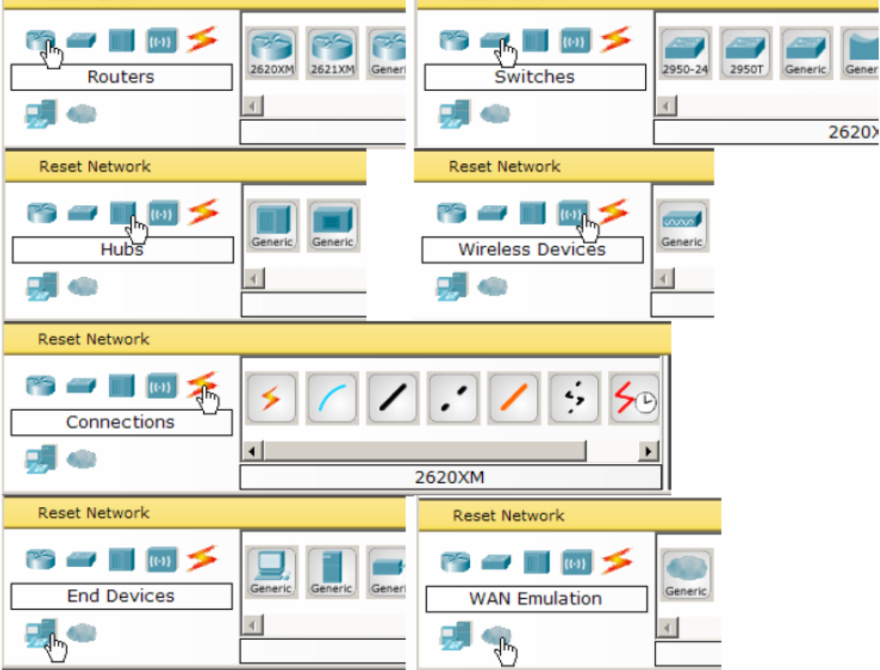 Routers
2620XM 2621XM Generi
Switches
2950-24 2950T Generic Gener
2620X
Reset Network
Hubs
Generic Generic
Reset Network
Wireless Devices
Generic
Reset Network
Connections
2620XM
Reset Network
End Devices
Generic Generic Generi
Reset Network
WAN Emulation
Generic